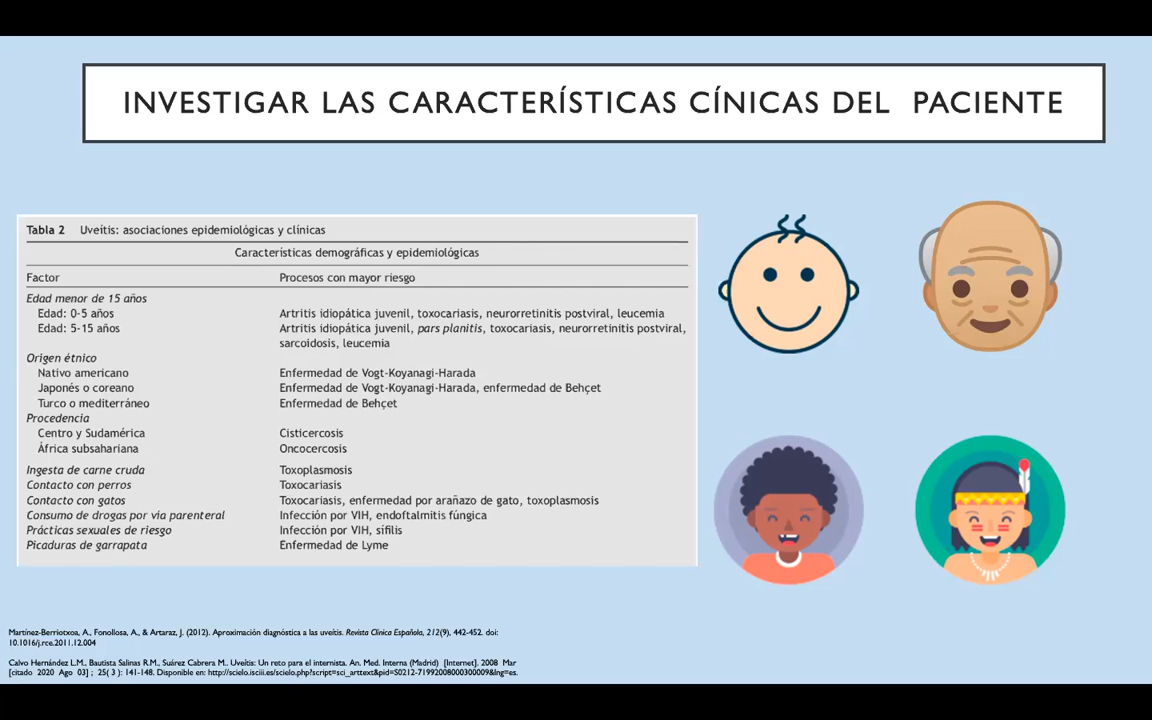 INVESTIGAR LAS CARACTERÍSTICAS CÍNICAS DEL PACIENTE
Tabla 2 Uveítis: asociaciones epidemiológicas y clínicas
Características demográficas y epidemiológicas
Factor Procesos con mayor riesgo
Edad menor de 15 años
Edad: 0-5 años Artritis idiopática juvenil, toxocariasis, neurorretinitis postviral, leucemia
Edad: 5-15 años Artritis idiopática juvenil, pars planitis, toxocariasis, neurorretinitis postviral,
sarcoidosis, leucemia
Origen étnico
Nativo americano Enfermedad de Vogt-Koyanagi-Harada
Japonés o coreano Enfermedad de Vogt-Koyanagi-Harada, enfermedad de Behçet
Turco o mediterráneo Enfermedad de Behçet
Procedencia
Centro y Sudamérica Cisticercosis
África subsahariana Oncocercosis
Ingesta de carne cruda Toxoplasmosis
Contacto con perros Toxocariasis
Contacto con gatos Toxocariasis, enfermedad por arañazo de gato, toxoplasmosis
Consumo de drogas por via parenteral Infección por VIH, endoftalmitis fúngica
Prácticas sexuales de riesgo Infección por VIH, sífilis
Picaduras de garrapata Enfermedad de Lyme
Martínez-Berriotxoa, A., Fonollosa, A., & Artaraz, J. (2012). Aproximación diagnóstica a las uveítis. Revista Clínica Española, 212(9), 442-452. doi:
10.1016/j.rce.2011.12.004
Calvo Hernández L.M., Bautista Salinas R.M., Suárez Cabrera M.. Uveítis: Un reto para el internista. An. Med. Interna (Madrid) [Internet]. 2008 Mar
[citado 2020 Ago 03] ; 25( 3 ): 141-148. Disponible en: http://scielo.isciii.es/scielo.php?script=sci_arttext&pid=S0212-71992008000300009&lng=es.